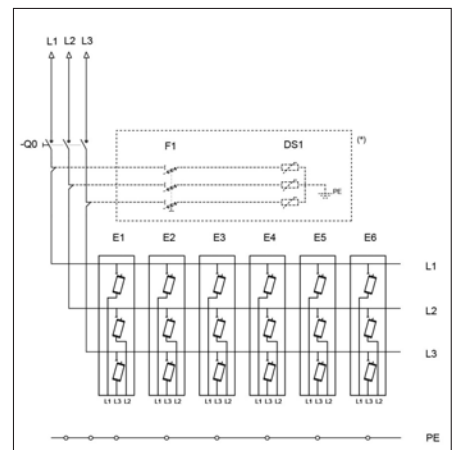 L1 L2 L3
-Q0
F1 DS1 (*)
PE
E1 E2 E3 E4 E5 E6
L1
L2
L3
L1 L3 L2 L1 L3 L2 L1 L3 L2 L1 L3 L2 L1 L3 L2 L1 L3 L2
PE